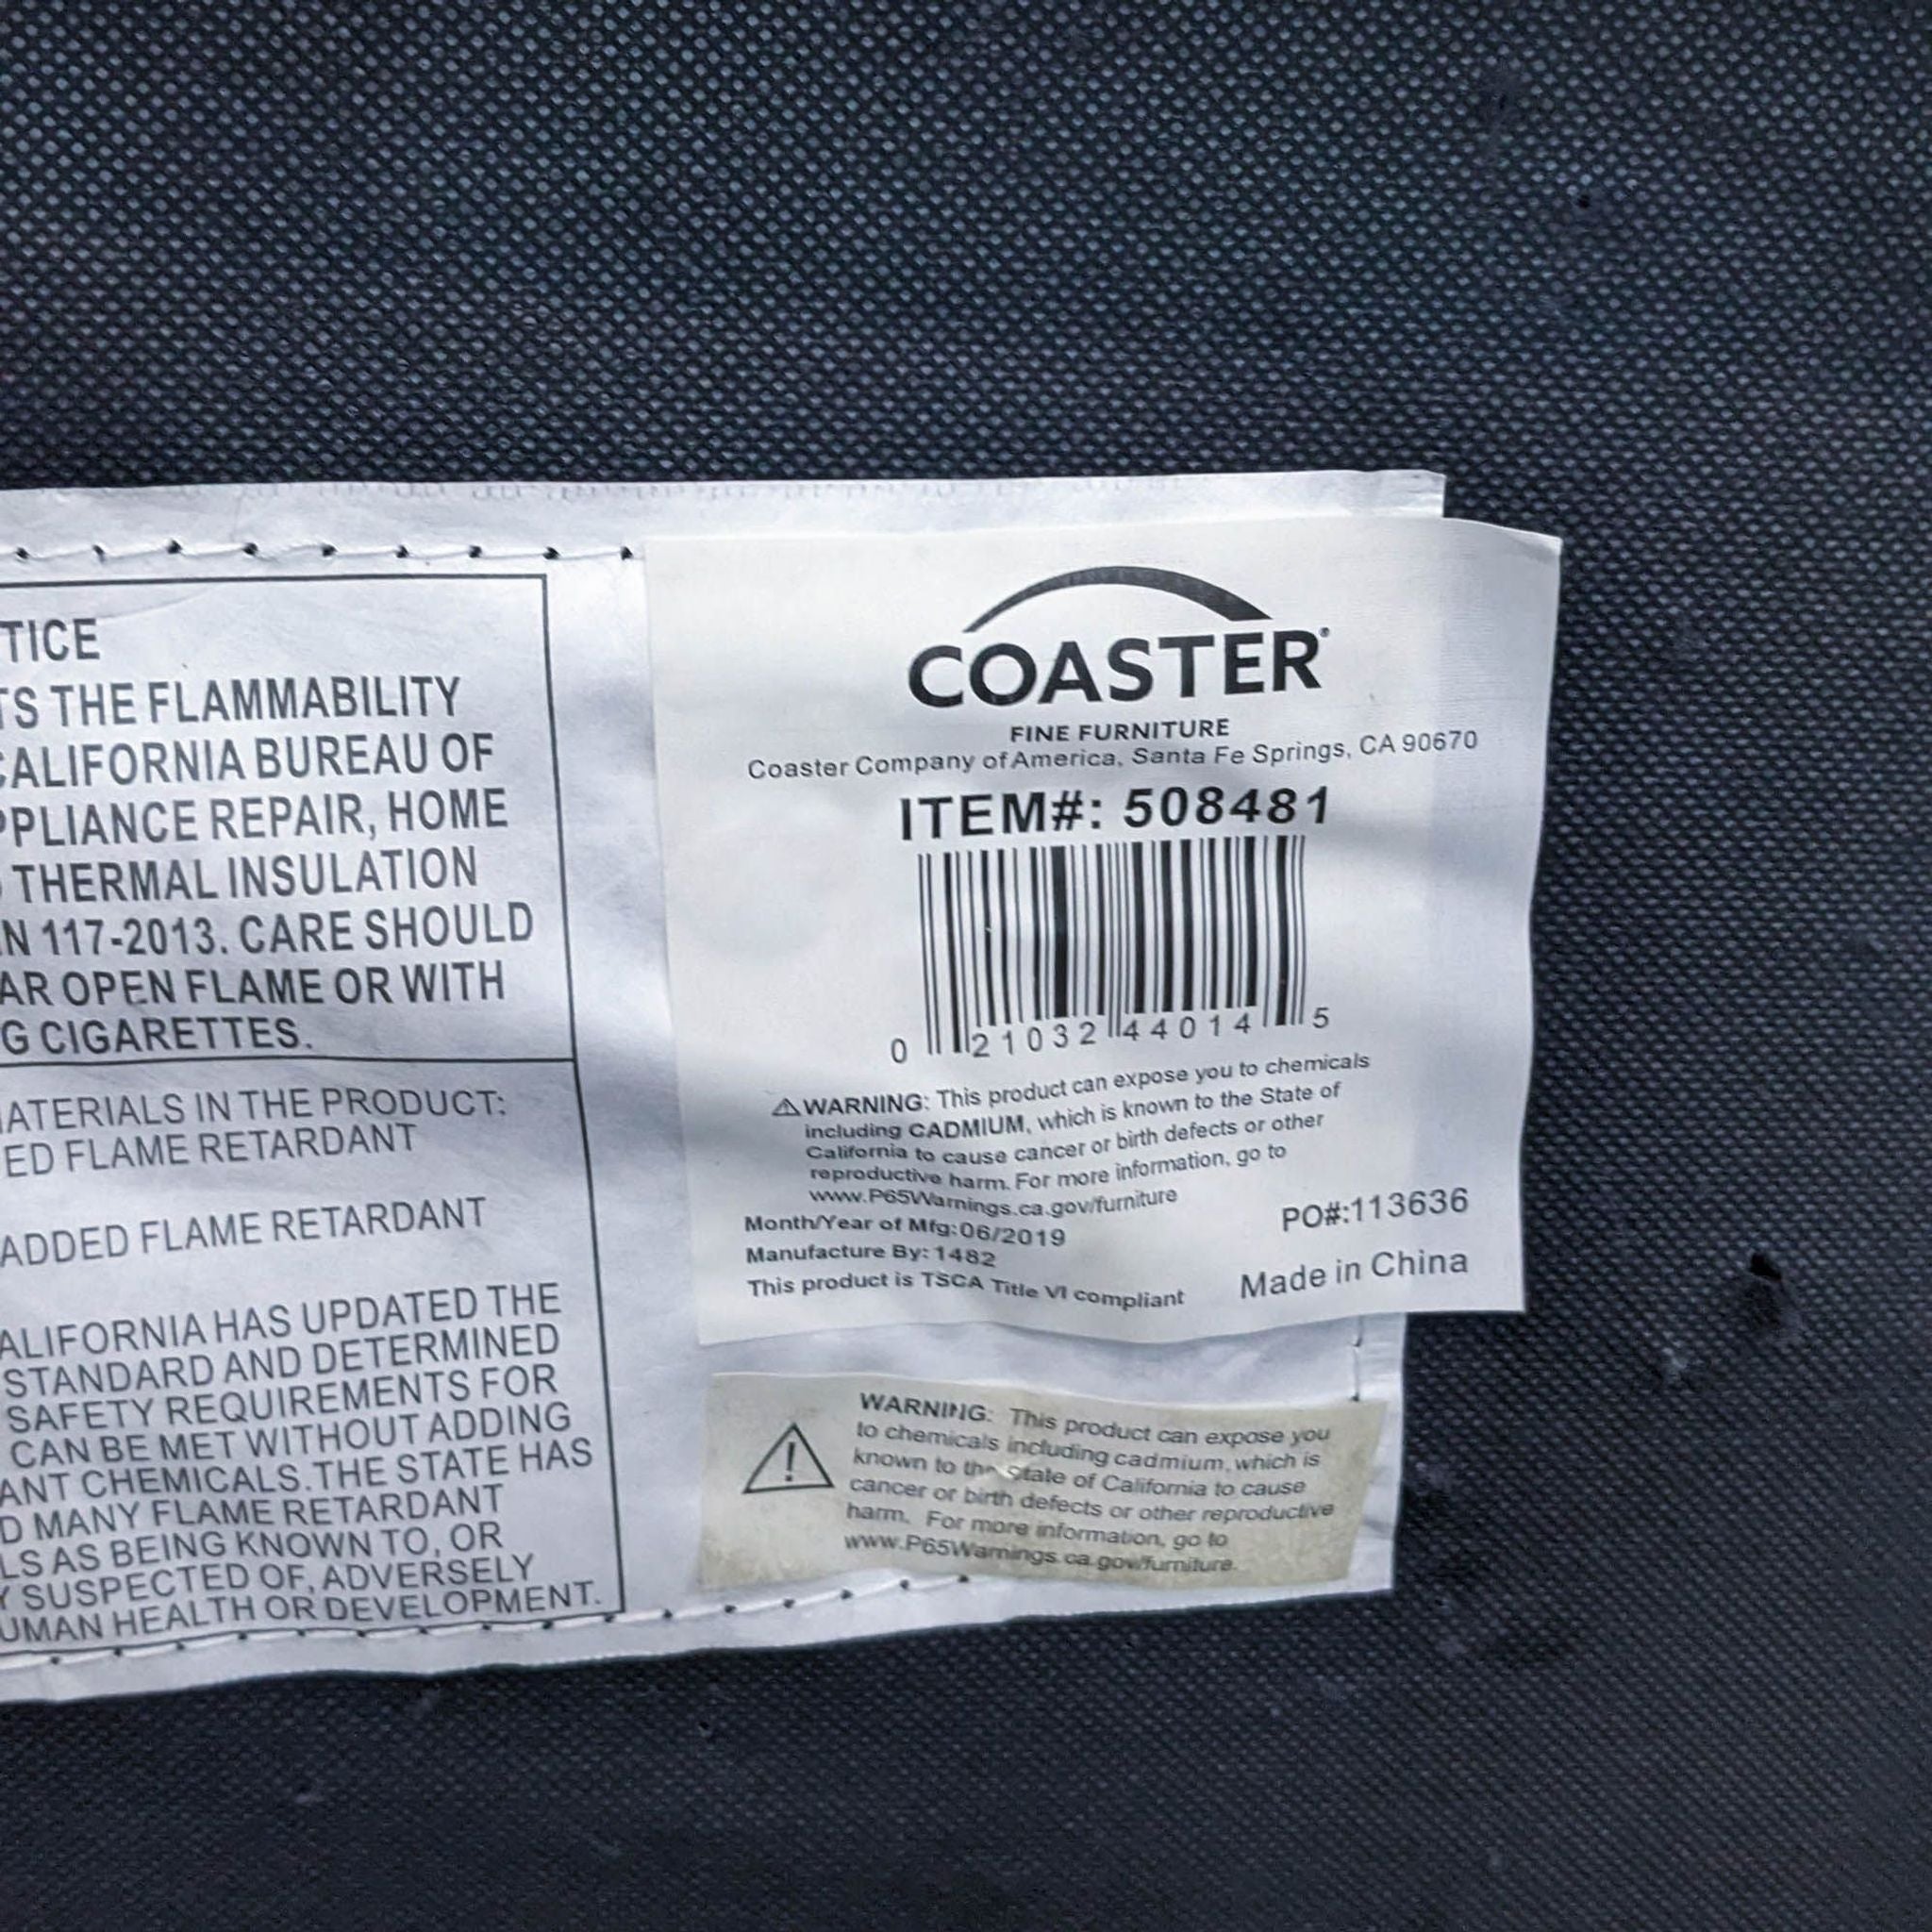 TICE
THE FLAMMABILITY
CALIFORNIA BUREAU OF
PPLIANCE REPAIR, HOME
THERMAL INSULATION
N 117-2013. CARE SHOULD
AR OPEN FLAME OR WITH
G CIGARETTES.
ATERIALS IN THE PRODUCT:
ED FLAME RETARDANT
ADDED FLAME RETARDANT
ALIFORNIA HAS UPDATED THE
STANDARD AND DETERMINED
SAFETY REQUIREMENTS FOR
CAN BE MET WITHOUT ADDING
ANT CHEMICALS. THE STATE HAS
D MANY FLAME RETARDANT
LS AS BEING KNOWN TO, OR
Y SUSPECTED OF, ADVERSELY
UMAN HEALTH OR DEVELOPMENT.
COASTER®
FINE FURNITURE
Coaster Company of America, Santa Fe Springs, CA 90670
ITEM#: 508481
0 21032 44014 5
⚠WARNING: This product can expose you to chemicals
including CADMIUM, which is known to the State of
California to cause cancer or birth defects or other
reproductive harm. For more information, go to
www.P65Warnings.ca.gov/furniture
Month/Year of Mfg:06/2019
PO#:113636
Manufacture By: 1482
This product is TSCA Title VI compliant
Made in China
WARNING: This product can expose you
to chemicals including cadmium, which is
known to the State of California to cause
cancer or birth defects or other reproductive
harm. For more information, go to
www.P65Warnings.ca.gov/furniture.